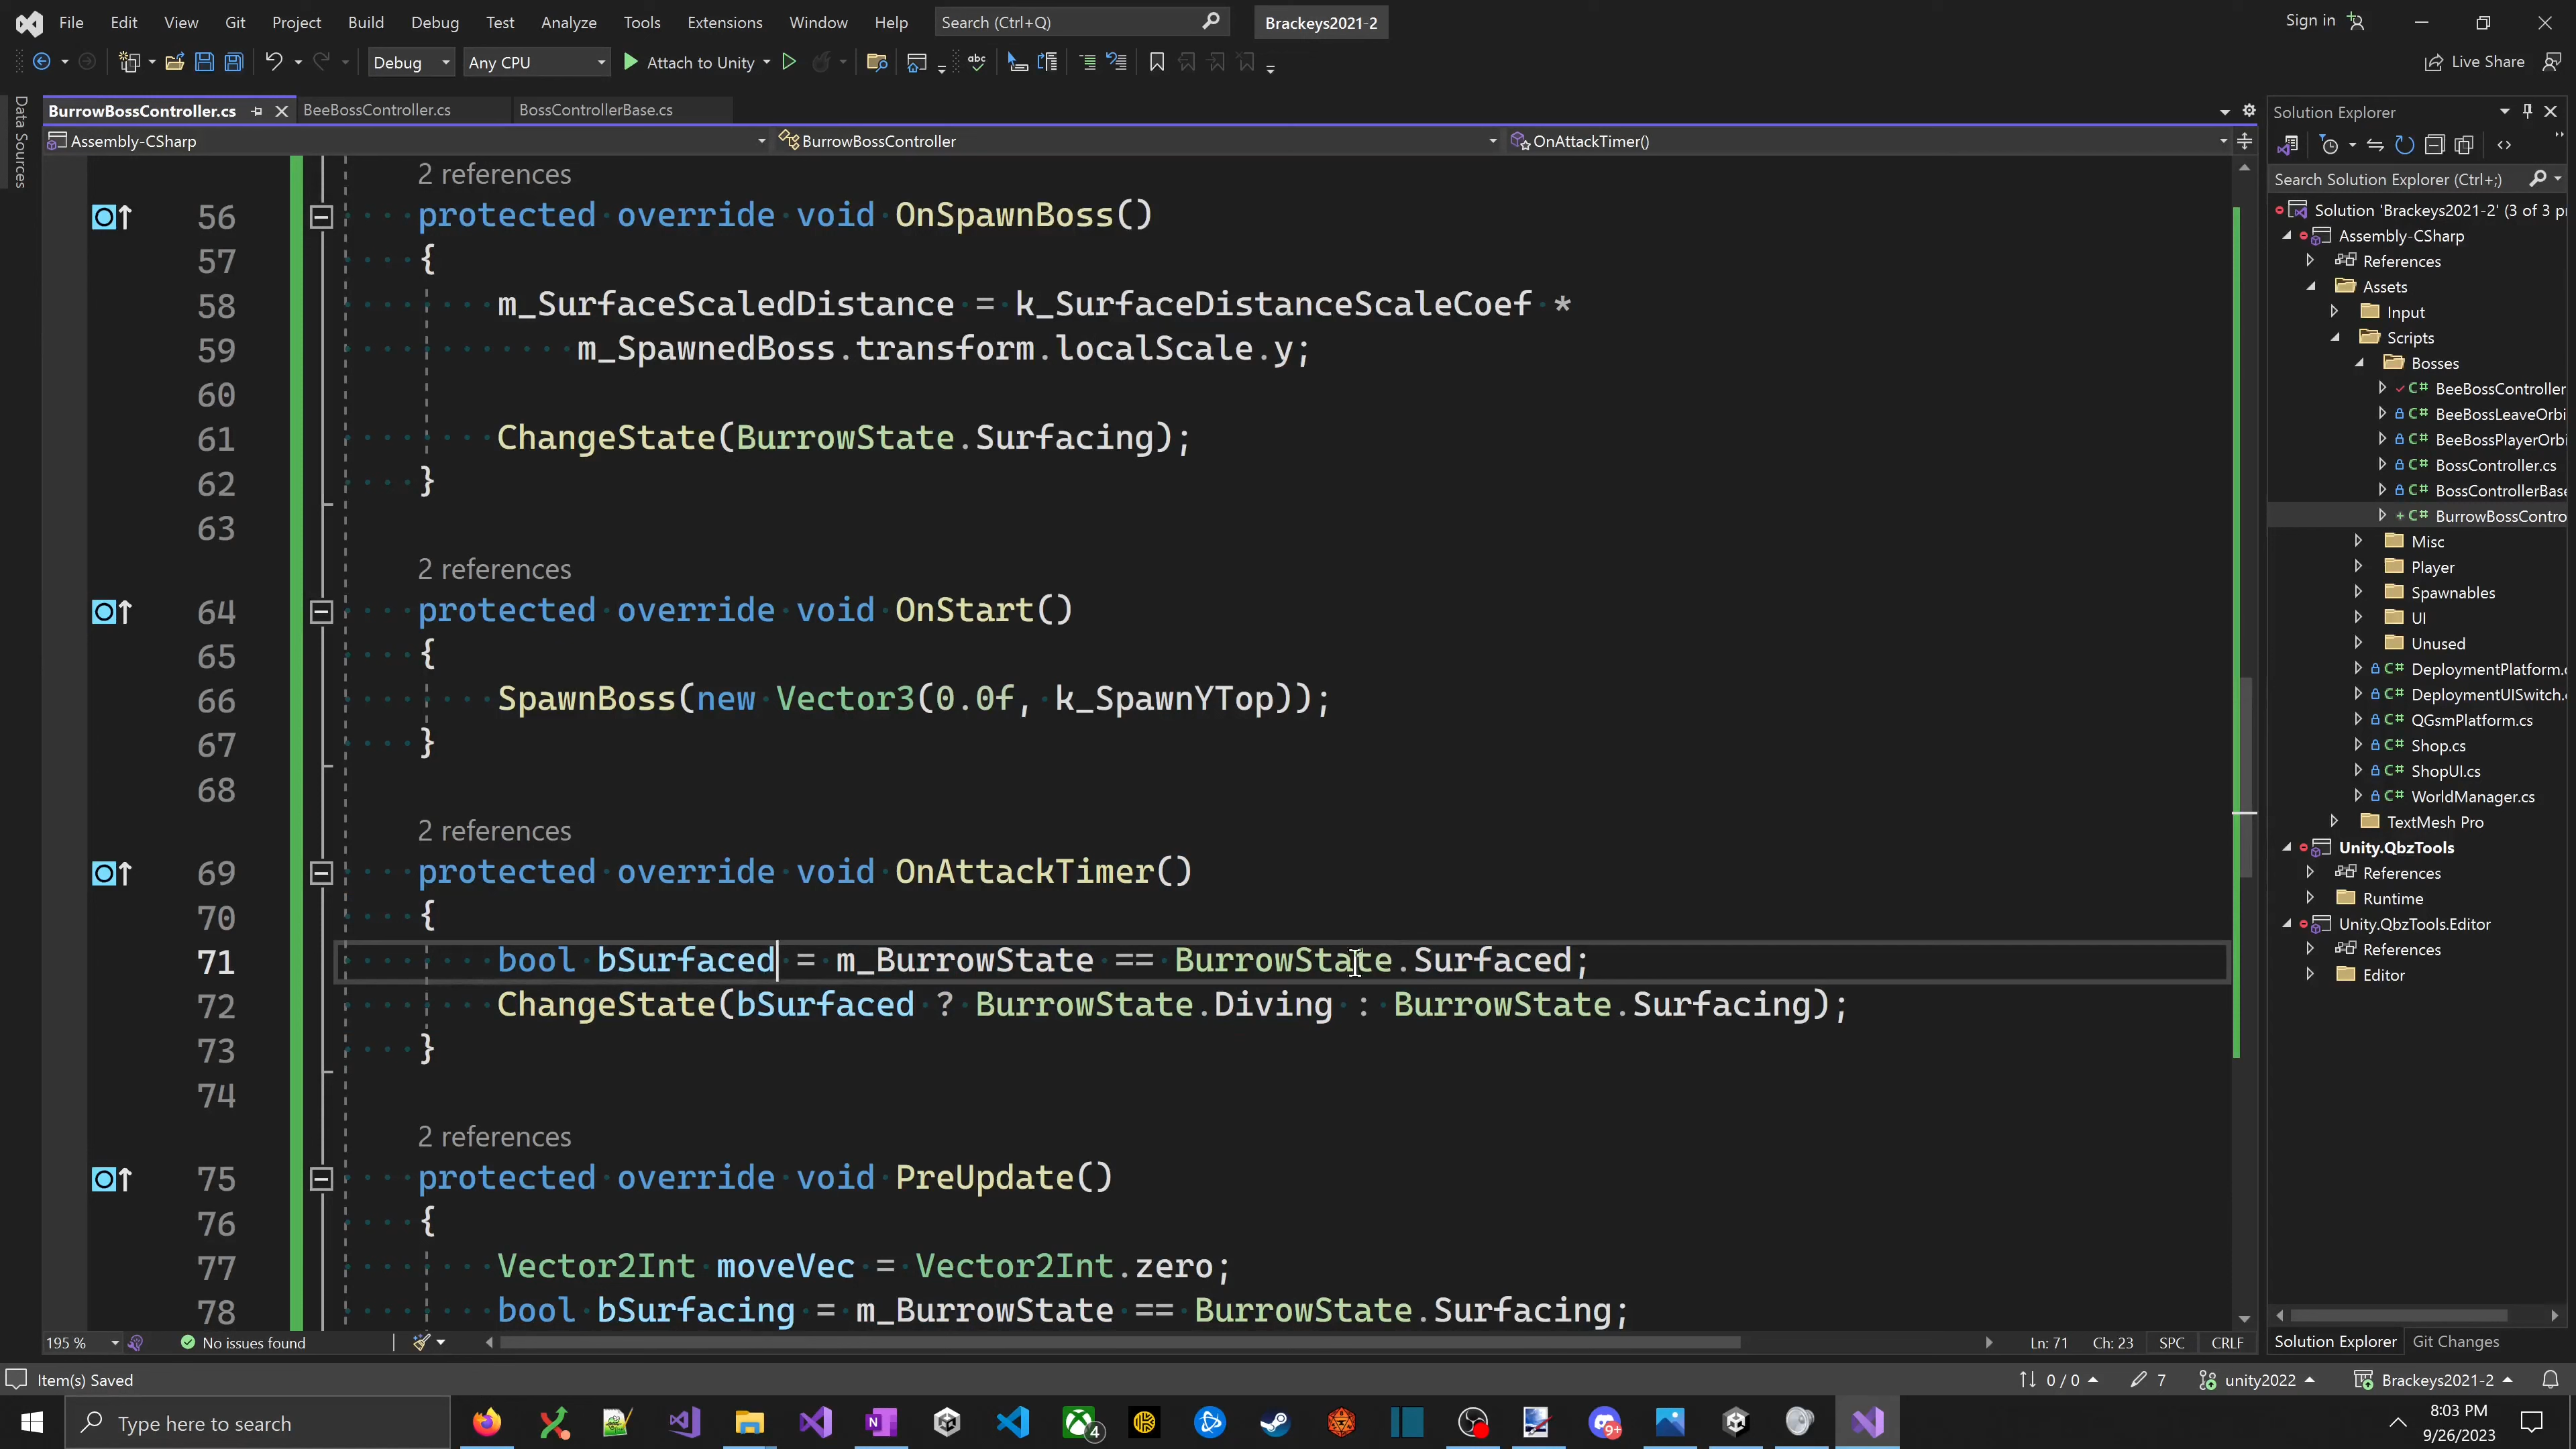 File Edit View Git Project Build Debug Test Analyze Tools Extensions Window Help Search (Ctrl+Q) Brackeys2021-2 Sign in
Debug Any CPU Attach to Unity Live Share
Data Sources
BurrowBossController.cs BeeBossController.cs BossControllerBase.cs
Assembly-CSharp BurrowBossController OnAttackTimer()
2 references
56 protected override void OnSpawnBoss()
57 {
58 m_SurfaceScaledDistance = k_SurfaceDistanceScaleCoef *
59 m_SpawnedBoss.transform.localScale.y;
60
61 ChangeState(BurrowState.Surfacing);
62 }
63
2 references
64 protected override void OnStart()
65 {
66 SpawnBoss(new Vector3(0.0f, k_SpawnYTop));
67 }
68
2 references
69 protected override void OnAttackTimer()
70 {
71 bool bSurfaced = m_BurrowState == BurrowState.Surfaced;
72 ChangeState(bSurfaced ? BurrowState.Diving : BurrowState.Surfacing);
73 }
74
2 references
75 protected override void PreUpdate()
76 {
77 Vector2Int moveVec = Vector2Int.zero;
78 bool bSurfacing = m_BurrowState == BurrowState.Surfacing;
195 % No issues found Ln: 71 Ch: 23 SPC CRLF
Solution Explorer
Search Solution Explorer (Ctrl+;)
Solution 'Brackeys2021-2' (3 of 3 pr
Assembly-CSharp
References
Assets
Input
Scripts
Bosses
C# BeeBossController
C# BeeBossLeaveOrbi
C# BeeBossPlayerOrbi
C# BossController.cs
C# BossControllerBase
C# BurrowBossContro
Misc
Player
Spawnables
UI
Unused
C# DeploymentPlatform.c
C# DeploymentUISwitch.c
C# QGsmPlatform.cs
C# Shop.cs
C# ShopUI.cs
C# WorldManager.cs
TextMesh Pro
Unity.QbzTools
References
Runtime
Unity.QbzTools.Editor
References
Editor
Solution Explorer Git Changes
Item(s) Saved 0 / 0 7 unity2022 Brackeys2021-2
Type here to search 4 9+ 8:03 PM
9/26/2023